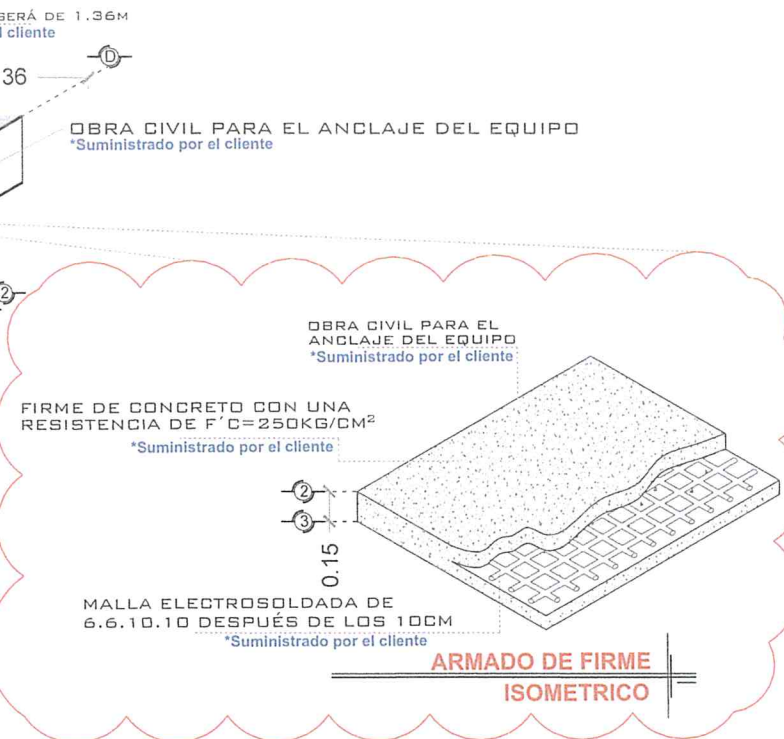 SERÁ DE 1.36M
l cliente
D
36
OBRA CIVIL PARA EL ANCLAJE DEL EQUIPO
*Suministrado por el cliente
2
OBRA CIVIL PARA EL
ANCLAJE DEL EQUIPO
*Suministrado por el cliente
FIRME DE CONCRETO CON UNA
RESISTENCIA DE F´C=250KG/CM²
*Suministrado por el cliente
2
3
0.15
MALLA ELECTROSOLDADA DE
6.6.10.10 DESPUÉS DE LOS 10CM
*Suministrado por el cliente
ARMADO DE FIRME
ISOMETRICO